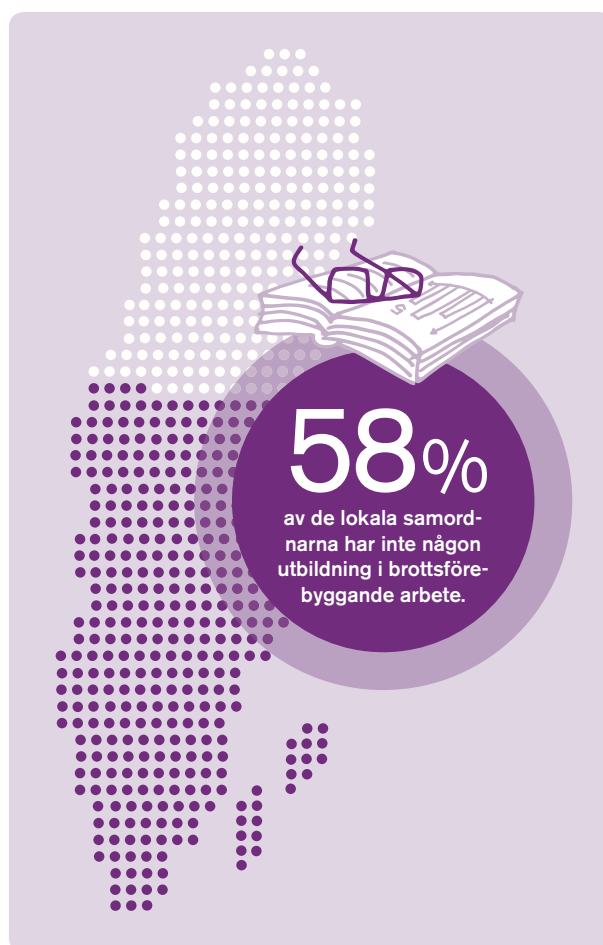 58%
av de lokala samord-
narna har inte någon
utbildning i brottsföre-
byggande arbete.